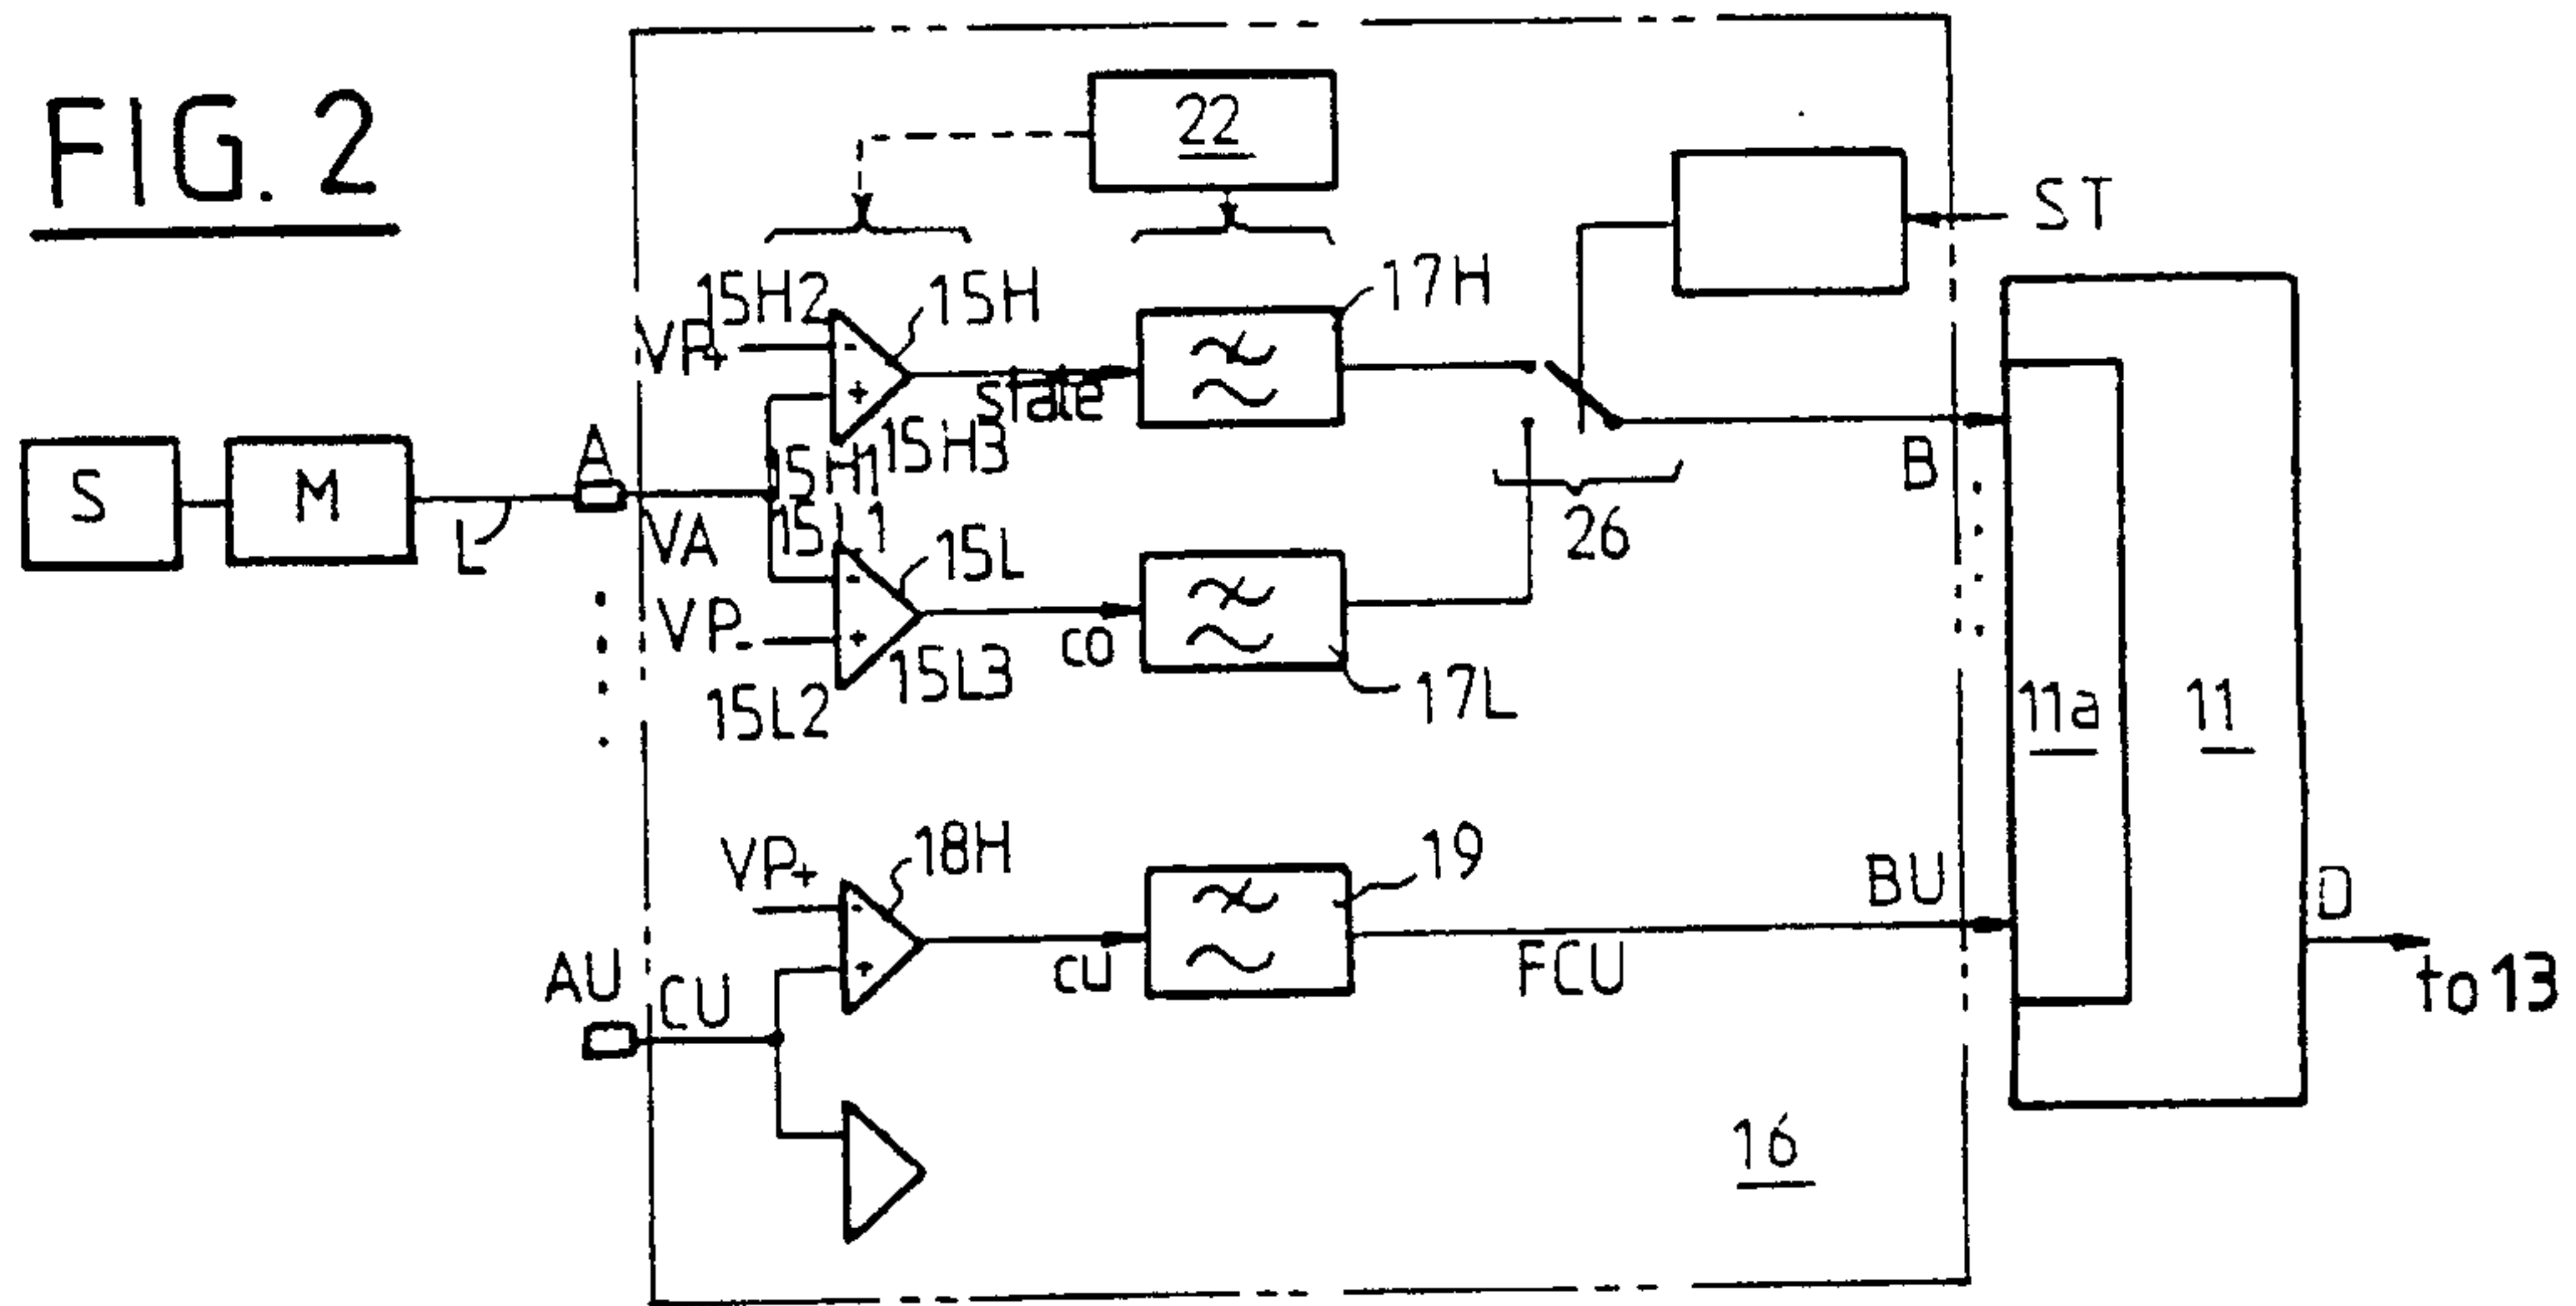 FIG. 2
22
ST
15H2
15H
17H
VP+
-
+
state
15H3
S
M
A
L
VA
15H1
15L1
B
26
15L
-
VP-
+
co
15L3
15L2
17L
11a
11
VP+
18H
19
-
+
cu
FCU
BU
D
to 13
AU
CU
16